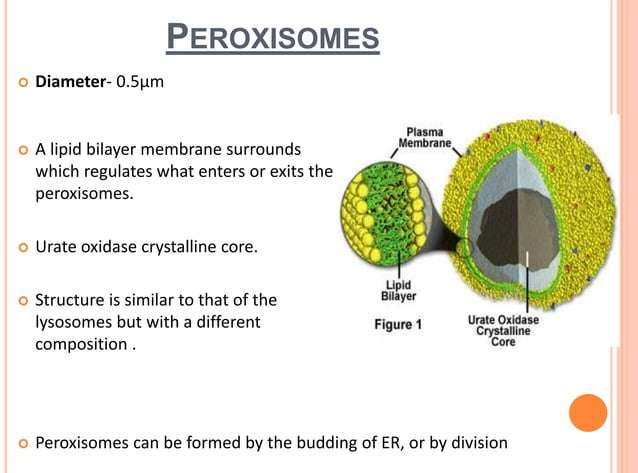 PEROXISOMES
Diameter- 0.5µm
A lipid bilayer membrane surrounds
which regulates what enters or exits the
peroxisomes.
Urate oxidase crystalline core.
Structure is similar to that of the
lysosomes but with a different
composition .
Plasma
Membrane
Lipid
Bilayer
Figure 1
Urate Oxidase
Crystalline
Core
Peroxisomes can be formed by the budding of ER, or by division